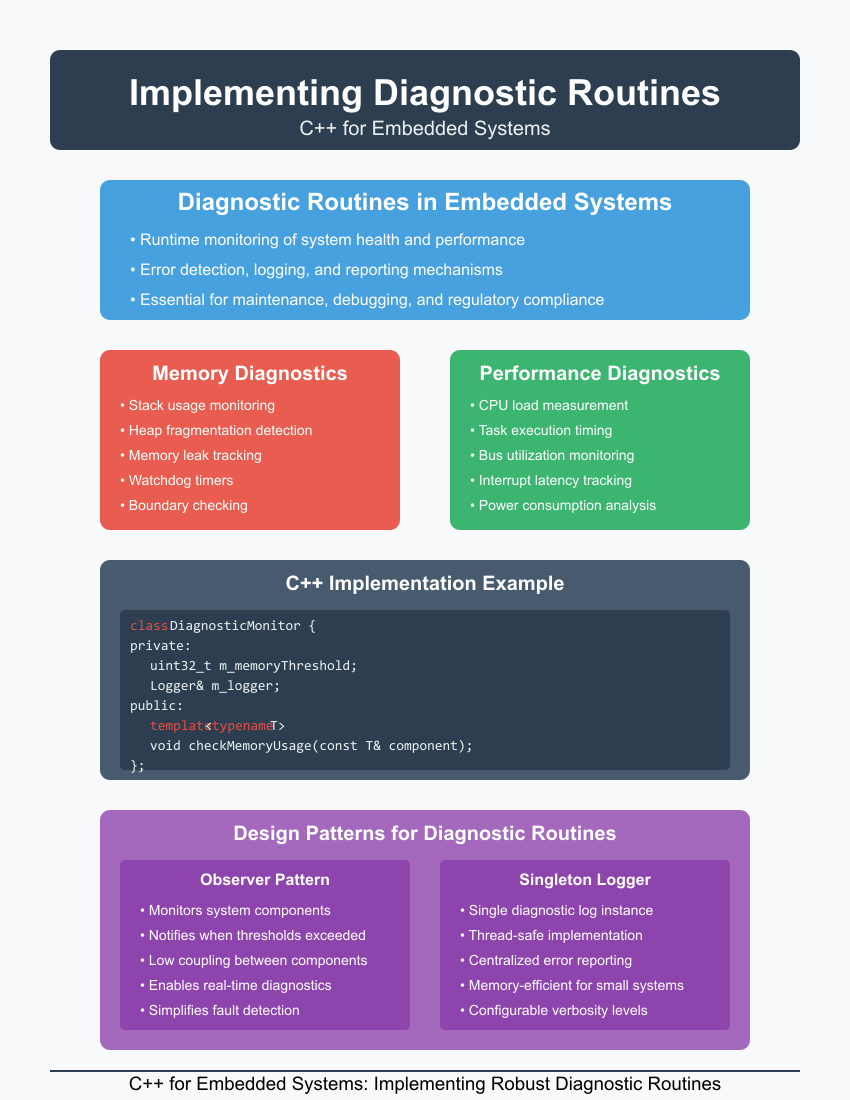 Implementing Diagnostic Routines
C++ for Embedded Systems
Diagnostic Routines in Embedded Systems
• Runtime monitoring of system health and performance
• Error detection, logging, and reporting mechanisms
• Essential for maintenance, debugging, and regulatory compliance
Memory Diagnostics
• Stack usage monitoring
• Heap fragmentation detection
• Memory leak tracking
• Watchdog timers
• Boundary checking
Performance Diagnostics
• CPU load measurement
• Task execution timing
• Bus utilization monitoring
• Interrupt latency tracking
• Power consumption analysis
C++ Implementation Example
class DiagnosticMonitor {
private:
uint32_t m_memoryThreshold;
Logger& m_logger;
public:
template<typename T>
void checkMemoryUsage(const T& component);
};
Design Patterns for Diagnostic Routines
Observer Pattern
• Monitors system components
• Notifies when thresholds exceeded
• Low coupling between components
• Enables real-time diagnostics
• Simplifies fault detection
Singleton Logger
• Single diagnostic log instance
• Thread-safe implementation
• Centralized error reporting
• Memory-efficient for small systems
• Configurable verbosity levels
C++ for Embedded Systems: Implementing Robust Diagnostic Routines